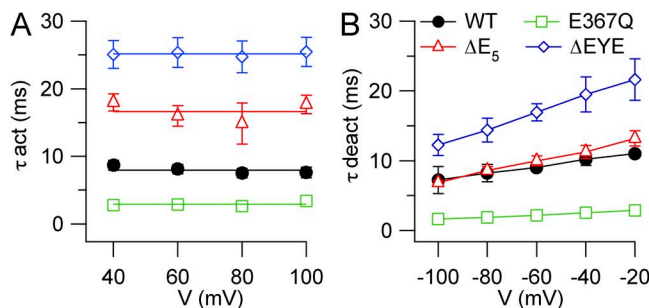 A
B
WT
E367Q
ΔE5
ΔEYE
τ act (ms)
30
20
10
0
40
60
80
100
V (mV)
τ deact (ms)
30
20
10
0
-100
-80
-60
-40
-20
V (mV)